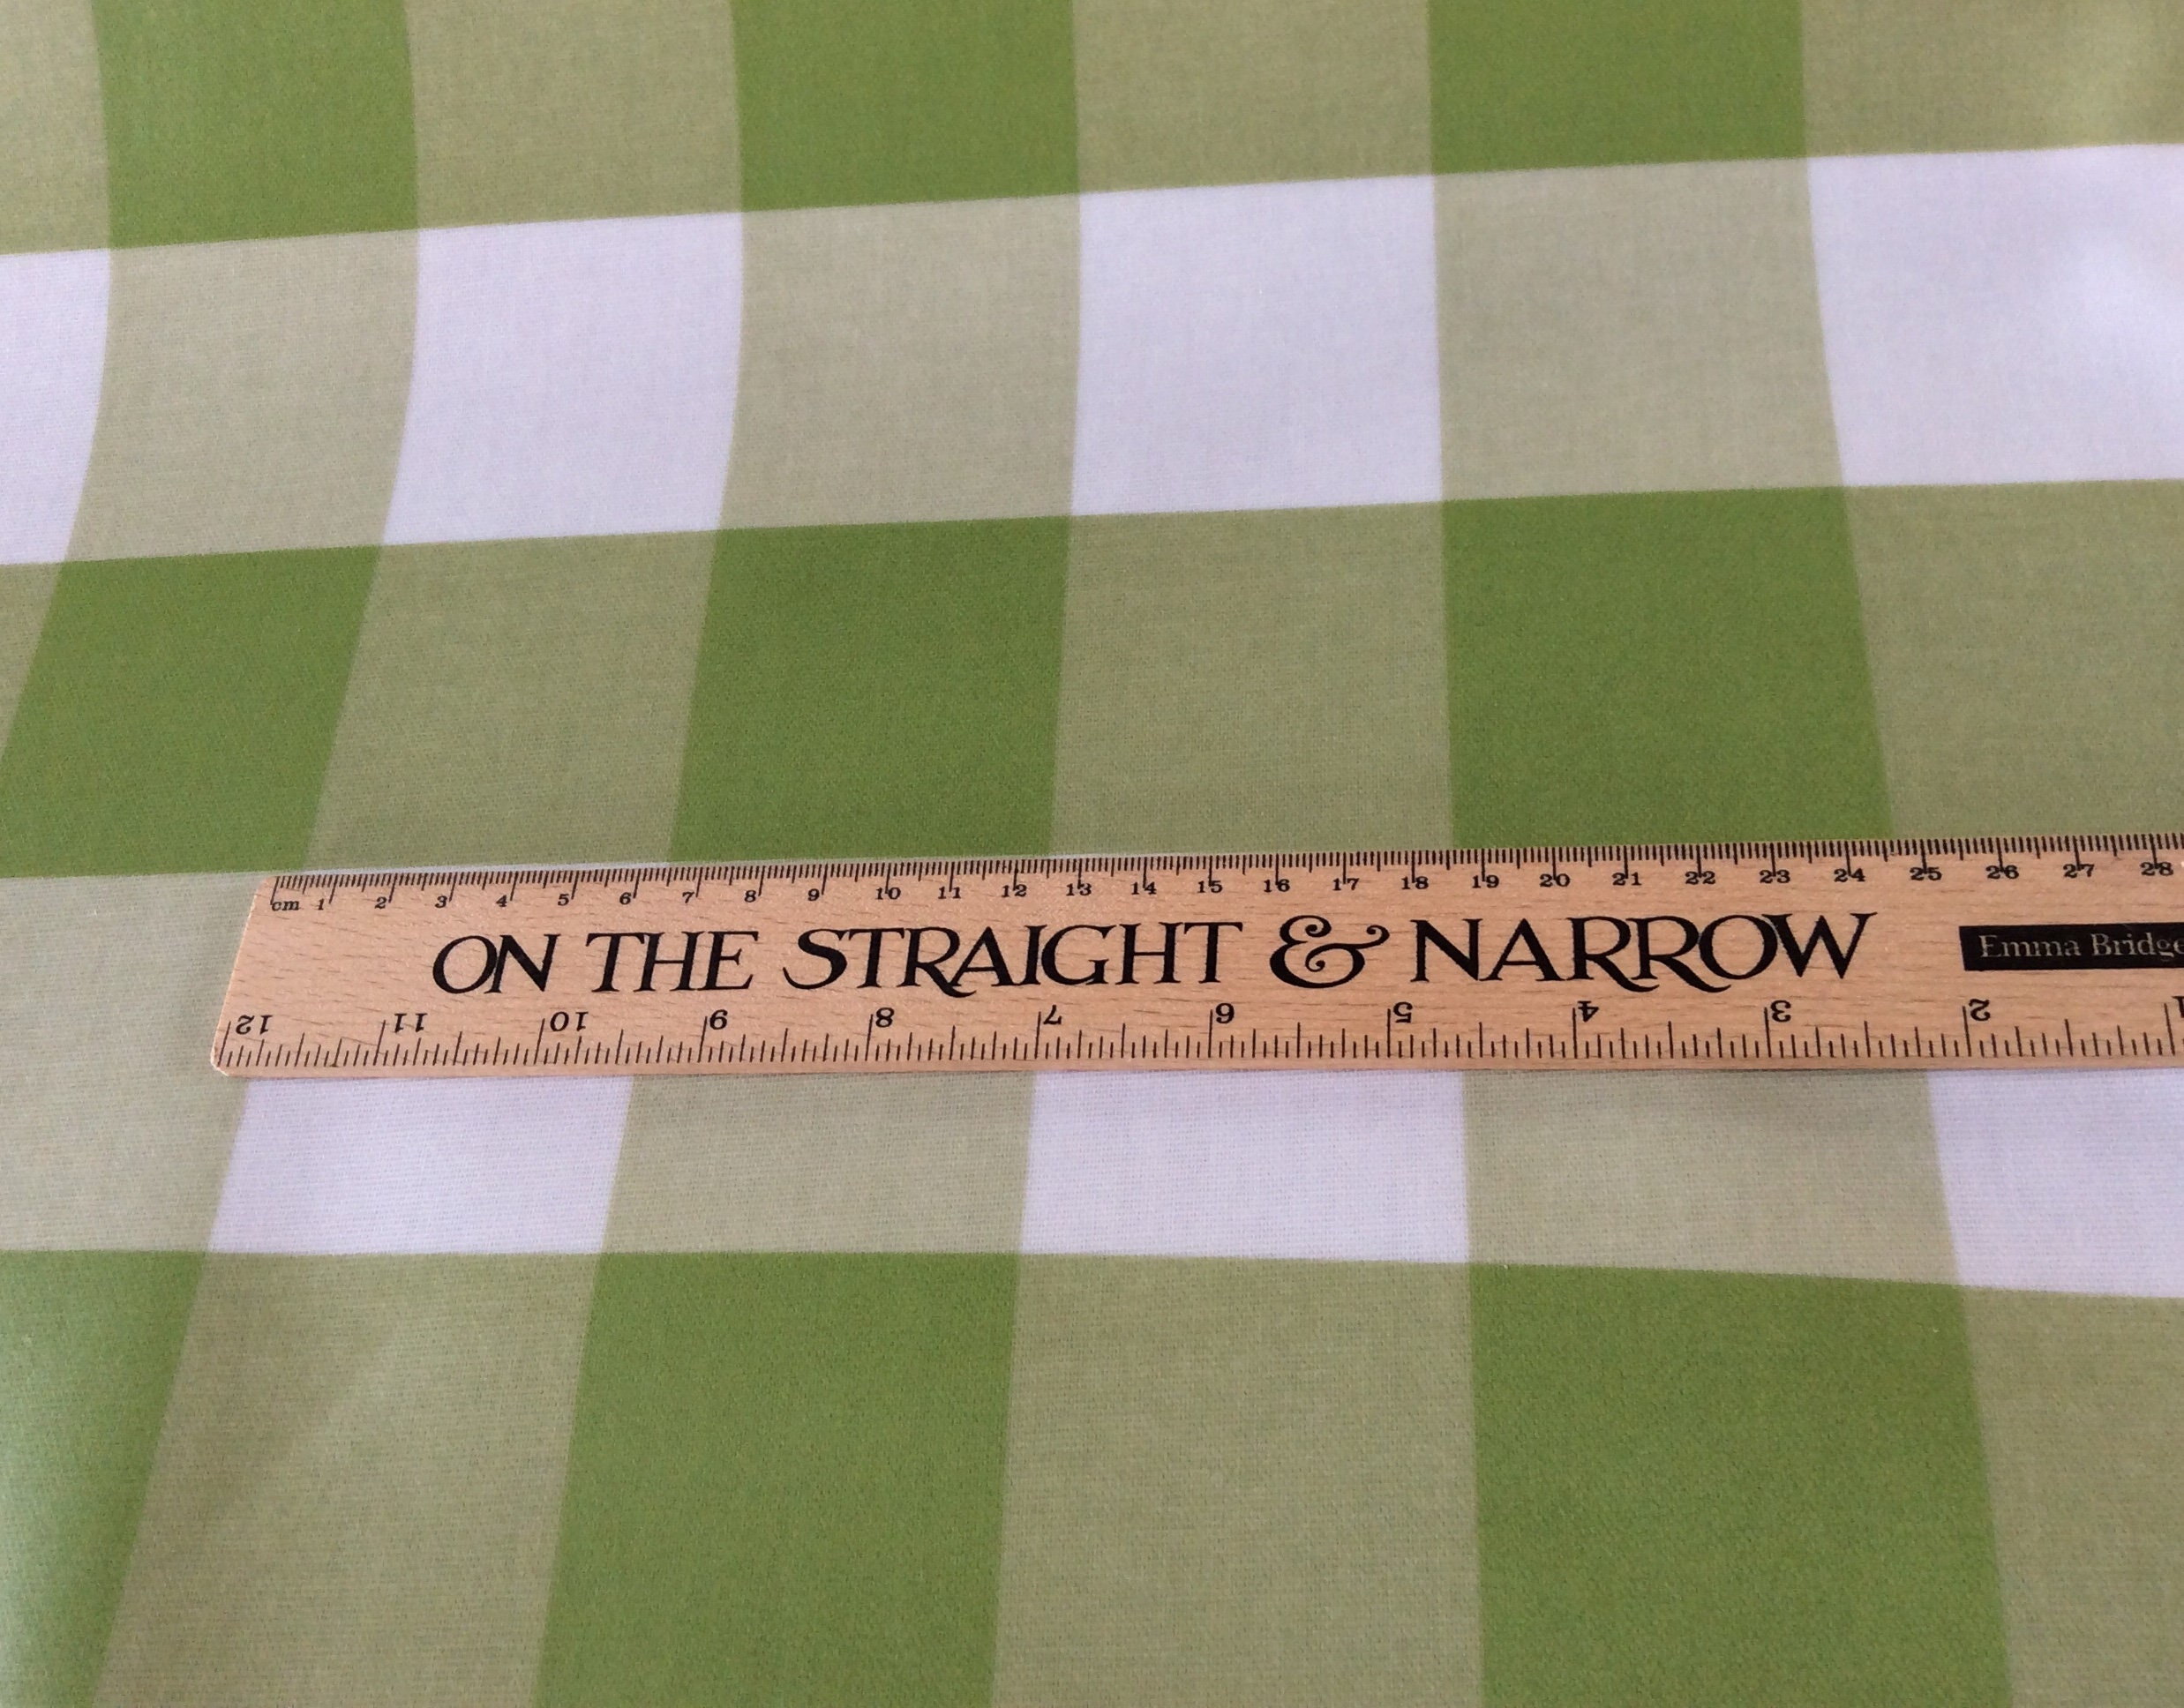 cm 1 2 3 4 5 6 7 8 9 10 11 12 13 14 15 16 17 18 19 20 21 22 23 24 25 26 27 28
ON THE STRAIGHT & NARROW
Emma Bridge
12 11 10 9 8 7 6 5 4 3 2 1